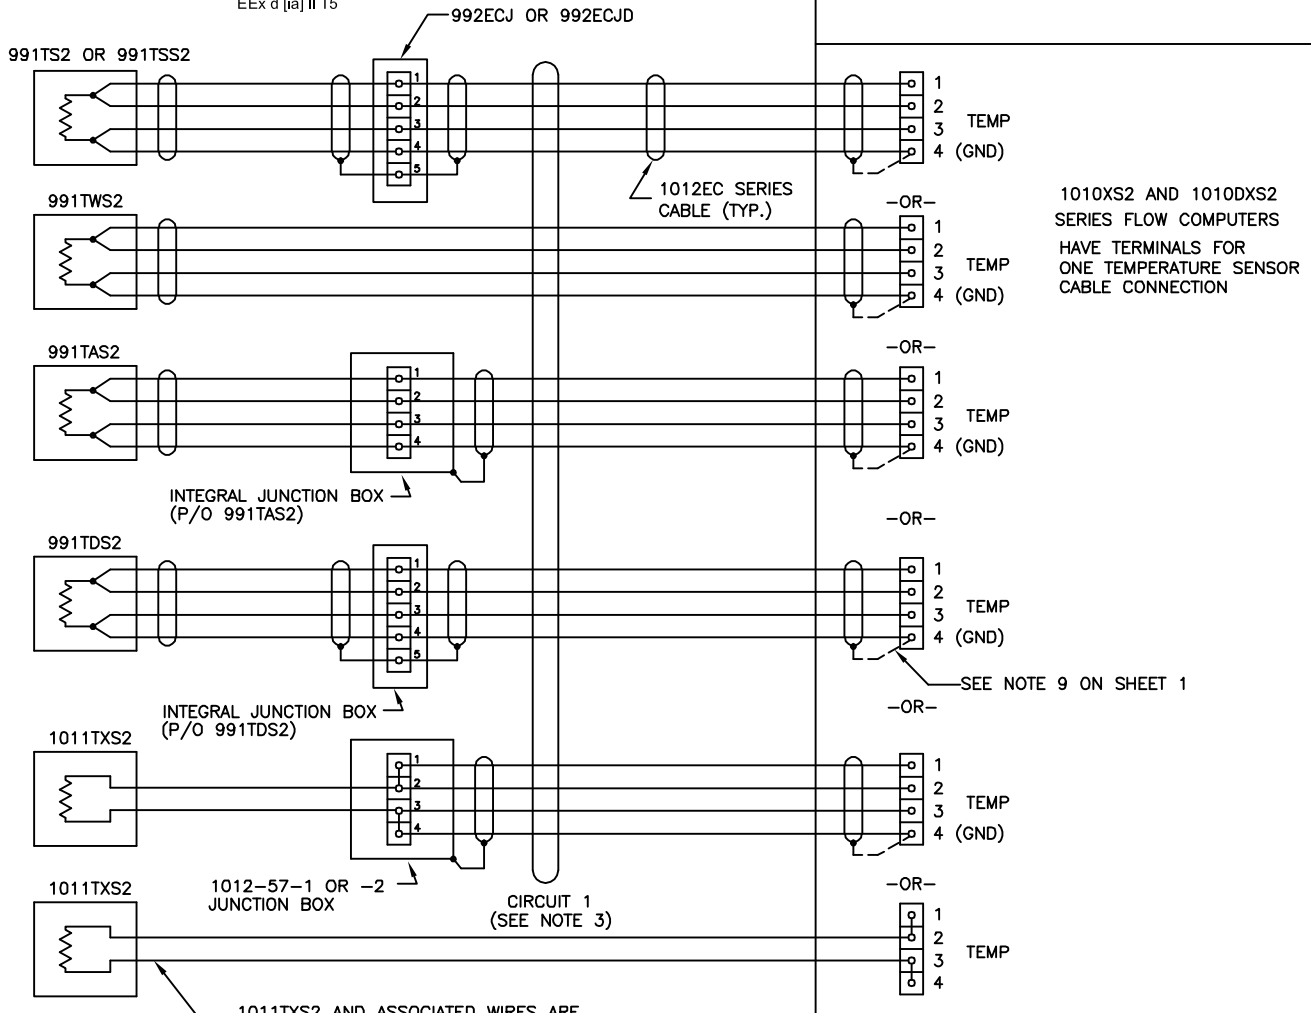 EEx d [ia] II T5
992ECJ OR 992ECJD
991TS2 OR 991TSS2
1
2
3
4
5
1
2
3
4 (GND)
TEMP
1012EC SERIES
CABLE (TYP.)
-OR-
1010XS2 AND 1010DXS2
SERIES FLOW COMPUTERS
HAVE TERMINALS FOR
ONE TEMPERATURE SENSOR
CABLE CONNECTION
991TWS2
1
2
3
4 (GND)
TEMP
-OR-
991TAS2
1
2
3
4
1
2
3
4 (GND)
TEMP
INTEGRAL JUNCTION BOX
(P/O 991TAS2)
-OR-
991TDS2
1
2
3
4
5
1
2
3
4 (GND)
TEMP
SEE NOTE 9 ON SHEET 1
INTEGRAL JUNCTION BOX
(P/O 991TDS2)
-OR-
1011TXS2
1
2
3
4
1
2
3
4 (GND)
TEMP
1012-57-1 OR -2
JUNCTION BOX
CIRCUIT 1
(SEE NOTE 3)
-OR-
1011TXS2
1
2
3
4
TEMP
1011TXS2 AND ASSOCIATED WIRES ARE